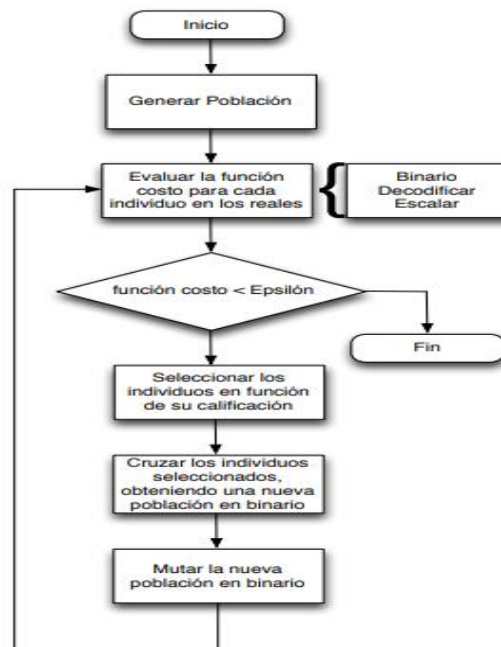 Inicio
Generar Población
Evaluar la función
costo para cada
individuo en los reales
Binario
Decodificar
Escalar
función costo < Epsilón
Fin
Seleccionar los
individuos en función
de su calificación
Cruzar los individuos
seleccionados,
obteniendo una nueva
población en binario
Mutar la nueva
población en binario